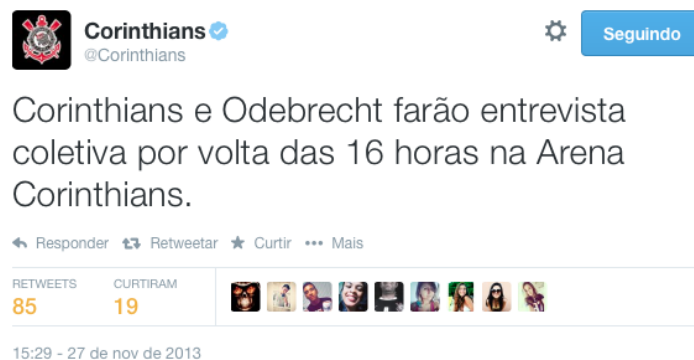 Corinthians
@Corinthians
Seguindo
Corinthians e Odebrecht farão entrevista
coletiva por volta das 16 horas na Arena
Corinthians.
Responder Retweetar Curtir Mais
RETWEETS CURTIRAM
85 19
15:29 - 27 de nov de 2013